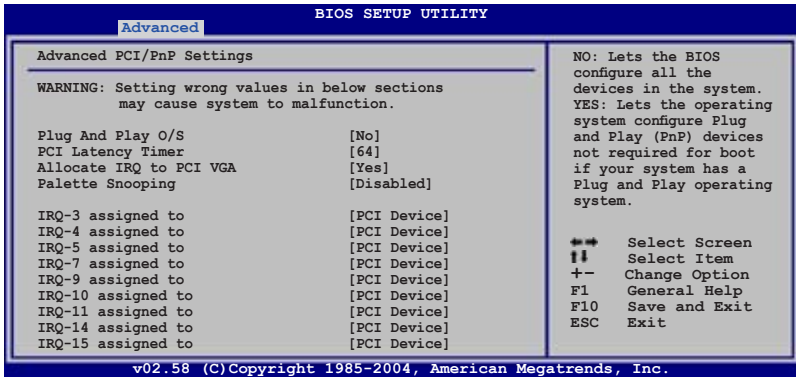 BIOS SETUP UTILITY
Advanced
Advanced PCI/PnP Settings
WARNING: Setting wrong values in below sections
may cause system to malfunction.
Plug And Play O/S [No]
PCI Latency Timer [64]
Allocate IRQ to PCI VGA [Yes]
Palette Snooping [Disabled]
IRQ-3 assigned to [PCI Device]
IRQ-4 assigned to [PCI Device]
IRQ-5 assigned to [PCI Device]
IRQ-7 assigned to [PCI Device]
IRQ-9 assigned to [PCI Device]
IRQ-10 assigned to [PCI Device]
IRQ-11 assigned to [PCI Device]
IRQ-14 assigned to [PCI Device]
IRQ-15 assigned to [PCI Device]
NO: Lets the BIOS
configure all the
devices in the system.
YES: Lets the operating
system configure Plug
and Play (PnP) devices
not required for boot
if your system has a
Plug and Play operating
system.
Select Screen
Select Item
+- Change Option
F1 General Help
F10 Save and Exit
ESC Exit
v02.58 (C)Copyright 1985-2004, American Megatrends, Inc.